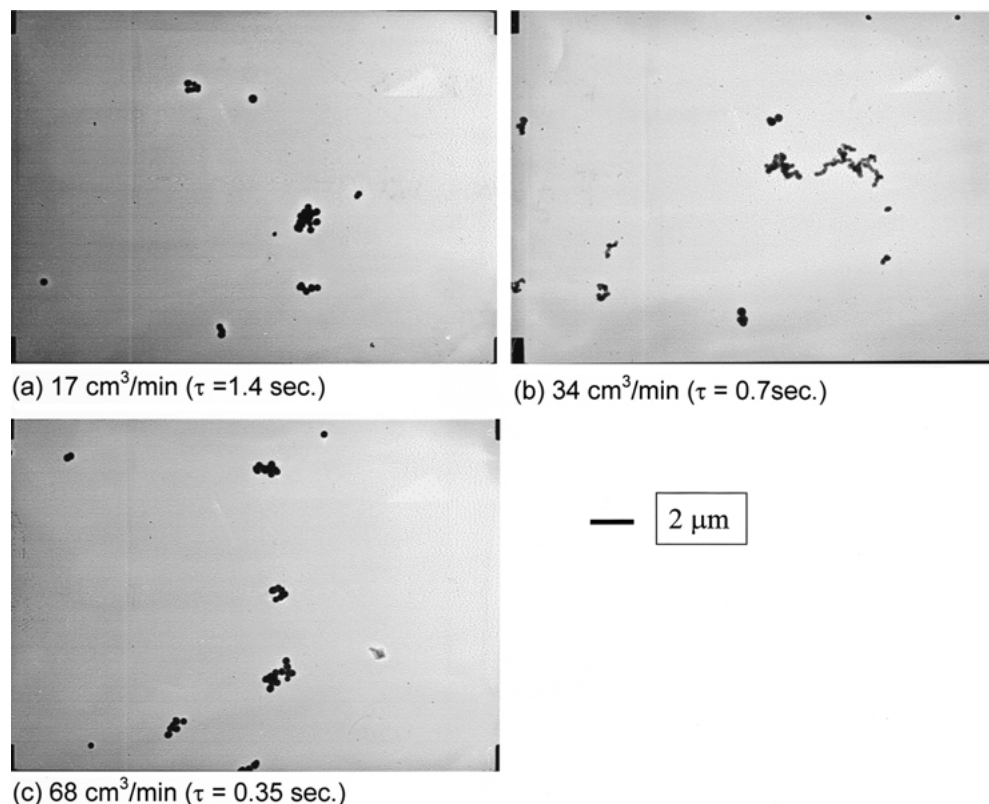 (a) 17 cm³/min (τ =1.4 sec.)
(b) 34 cm³/min (τ = 0.7sec.)
2 μm
(c) 68 cm³/min (τ = 0.35 sec.)